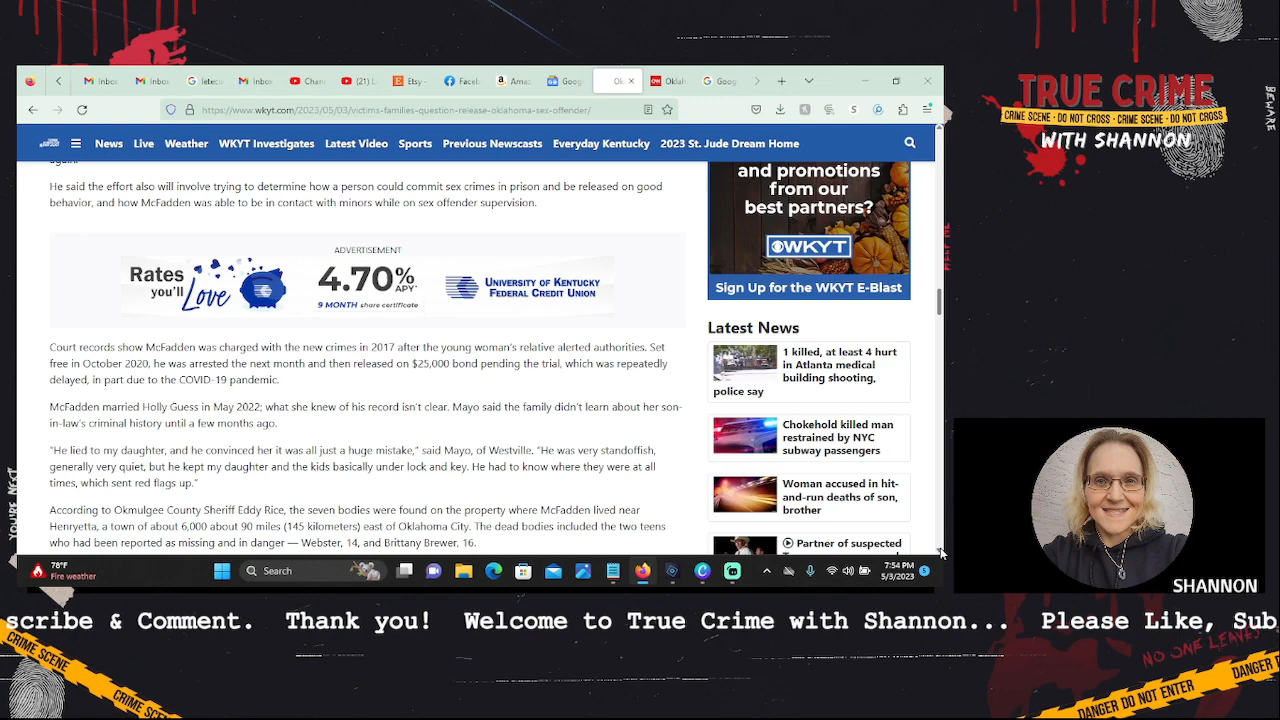 TRUE CRIME
CRIME SCENE · DO NOT CROSS · CRIME SCENE · DO NOT CROSS
WITH SHANNON
Inbo
Inbo
letec
Inbo
Chan
(21) L
Etsy -
Faceb
Amaz
Goog
Ok
Oklah
Goog
https://www.wkyt.com/2023/05/03/victims-families-question-release-oklahoma-sex-offender/
News Live Weather WKYT Investigates Latest Video Sports Previous Newscasts Everyday Kentucky 2023 St. Jude Dream Home
He said the effort also will involve trying to determine how a person could commit sex crimes in prison and be released on good
behavior, and how McFadden was able to be in contact with minors while on sex offender supervision.
ADVERTISEMENT
Rates
you'll
Love
4.70% APY*
9 MONTH share certificate
UNIVERSITY OF KENTUCKY
FEDERAL CREDIT UNION
Court records show McFadden was charged with the new crimes in 2017 after the young woman's relative alerted authorities. Set
free in October 2020, he was arrested the next month and then released on $25,000 bond pending the trial, which was repeatedly
delayed, in part due to the COVID-19 pandemic.
McFadden married Holly Guess in May 2022; what she knew of his record isn't clear. Mayo said the family didn't learn about her son-
in-law's criminal history until a few months ago.
"He lied to my daughter, and he convinced her it was all just a huge mistake," said Mayo, of Westville. "He was very standoffish,
generally very quiet, but he kept my daughter and the kids basically under lock and key. He had to know where they were at all
times, which sent red flags up."
According to Okmulgee County Sheriff Eddy Rice, the seven bodies were found on the property where McFadden lived near
Henryetta, a town of about 6,000 about 90 miles (145 kilometers) east of Oklahoma City. The dead bodies included the two teens
who had been reported as missing and in danger — Webster, 14, and Brittany Brewer, 16.
and promotions
from our
best partners?
WKYT
Sign Up for the WKYT E-Blast
Latest News
1 killed, at least 4 hurt
in Atlanta medical
building shooting,
police say
Chokehold killed man
restrained by NYC
subway passengers
Woman accused in hit-
and-run deaths of son,
brother
Partner of suspected
78°F
Fire weather
Search
7:54 PM
5/3/2023
5
SHANNON
scribe & Comment. Thank you! Welcome to True Crime with Shannon... Please Like, Sub
CRIME SCENE
CRIME S
NO ONE LEAVES
DANGER
DANGER DO NOT ENTER